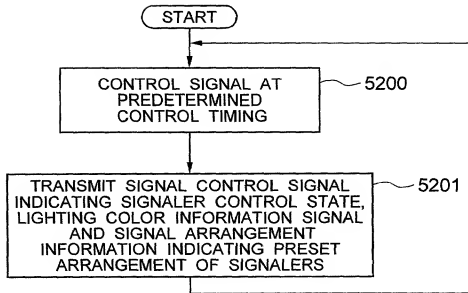 START
CONTROL SIGNAL AT
PREDETERMINED
CONTROL TIMING
5200
TRANSMIT SIGNAL CONTROL SIGNAL
INDICATING SIGNALER CONTROL STATE,
LIGHTING COLOR INFORMATION SIGNAL
AND SIGNAL ARRANGEMENT
INFORMATION INDICATING PRESET
ARRANGEMENT OF SIGNALERS
5201